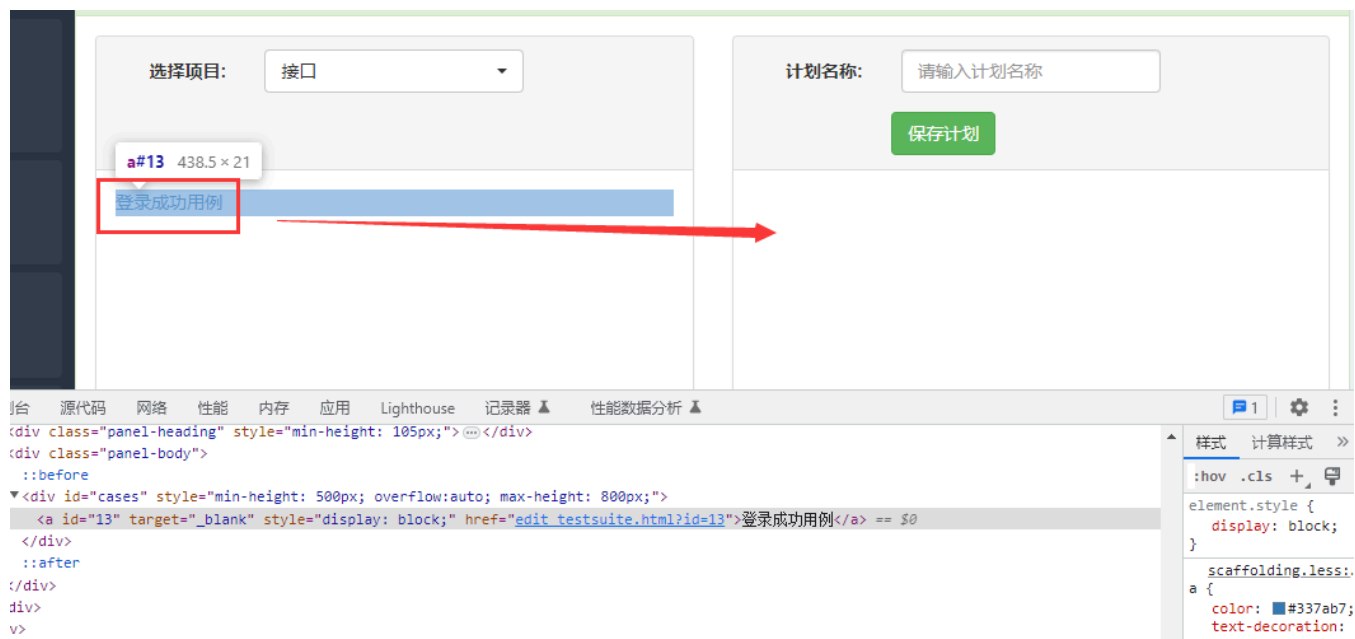 选择项目: 接口
计划名称: 请输入计划名称
保存计划
a#13 438.5 × 21
登录成功用例
台 源代码 网络 性能 内存 应用 Lighthouse 记录器 性能数据分析 1
<div class="panel-heading" style="min-height: 105px;"> ⋯ </div>
<div class="panel-body">
::before
▼<div id="cases" style="min-height: 500px; overflow:auto; max-height: 800px;">
<a id="13" target="_blank" style="display: block;" href="edit_testsuite.html?id=13">登录成功用例</a> == $0
</div>
::after
</div>
div>
v>
样式 计算样式 »
:hov .cls +
element.style {
display: block;
}
scaffolding.less:
a {
color: #337ab7;
text-decoration: